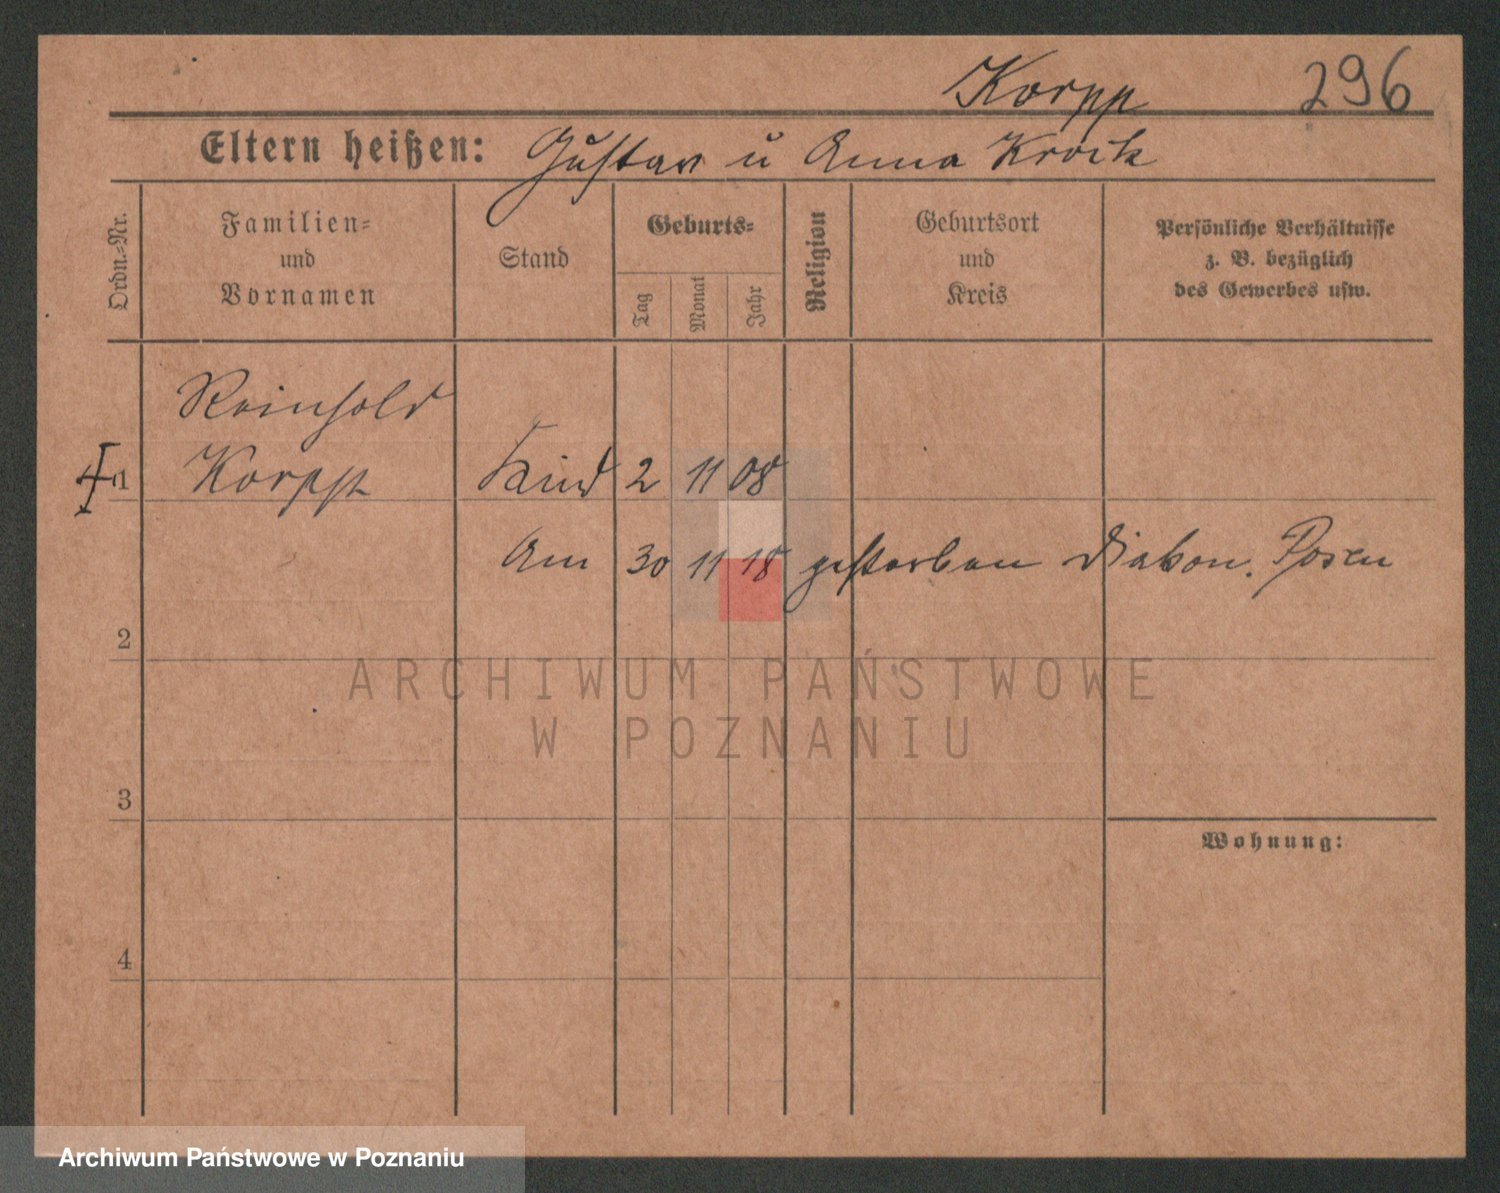 Korpp 296
Eltern heißen: Gustav u Anna
Ordn.-Nr.
Familien-
und
Vornamen
Stand
Geburts-
Tag
Monat
Jahr
Religion
Geburtsort
und
Kreis
Persönliche Verhältnisse
z. B. bezüglich
des Gewerbes usw.
Reinhold
1 Korpp Kind 2 11 08
Am 30 11 18 gestorben Diakon. Posen
2
3
Wohnung:
4
ARCHIWUM PAŃSTWOWE
W POZNANIU
Archiwum Państwowe w Poznaniu